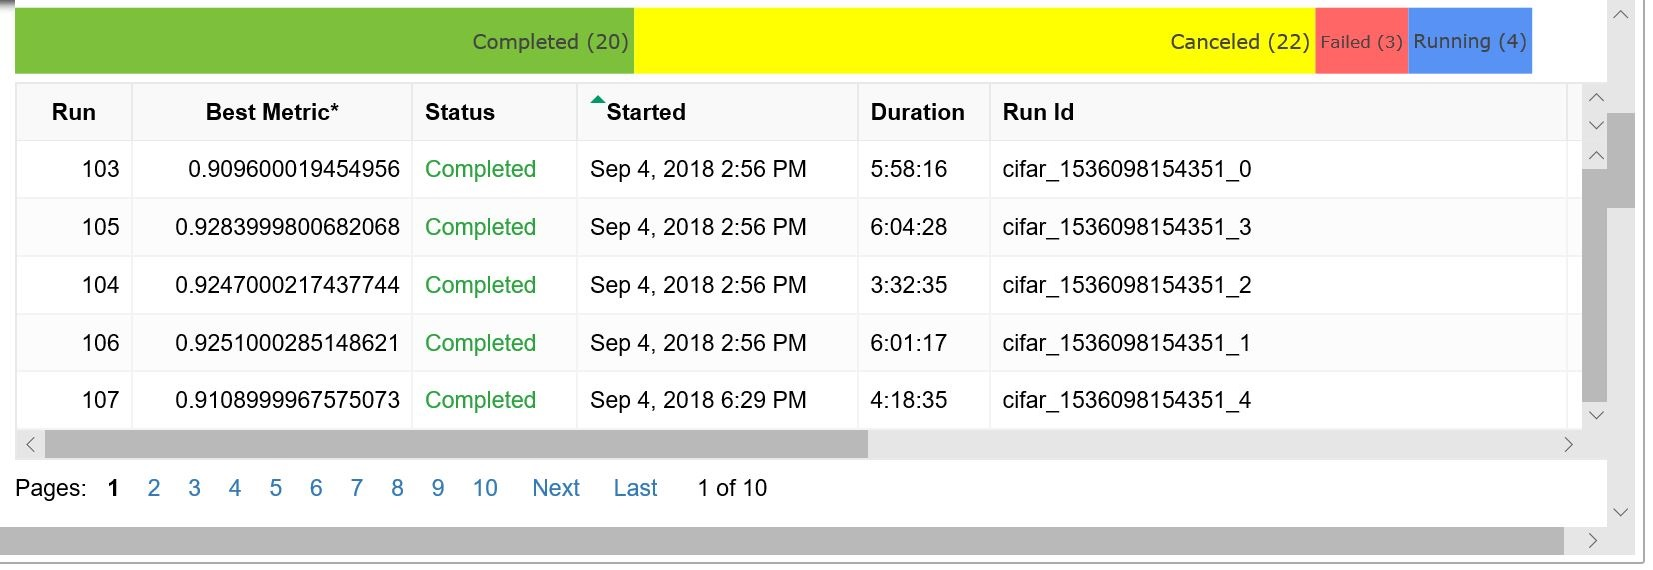 Completed (20) Canceled (22) Failed (3) Running (4)
Run Best Metric* Status Started Duration Run Id
103 0.909600019454956 Completed Sep 4, 2018 2:56 PM 5:58:16 cifar_1536098154351_0
105 0.9283999800682068 Completed Sep 4, 2018 2:56 PM 6:04:28 cifar_1536098154351_3
104 0.9247000217437744 Completed Sep 4, 2018 2:56 PM 3:32:35 cifar_1536098154351_2
106 0.9251000285148621 Completed Sep 4, 2018 2:56 PM 6:01:17 cifar_1536098154351_1
107 0.9108999967575073 Completed Sep 4, 2018 6:29 PM 4:18:35 cifar_1536098154351_4
Pages: 1 2 3 4 5 6 7 8 9 10 Next Last 1 of 10